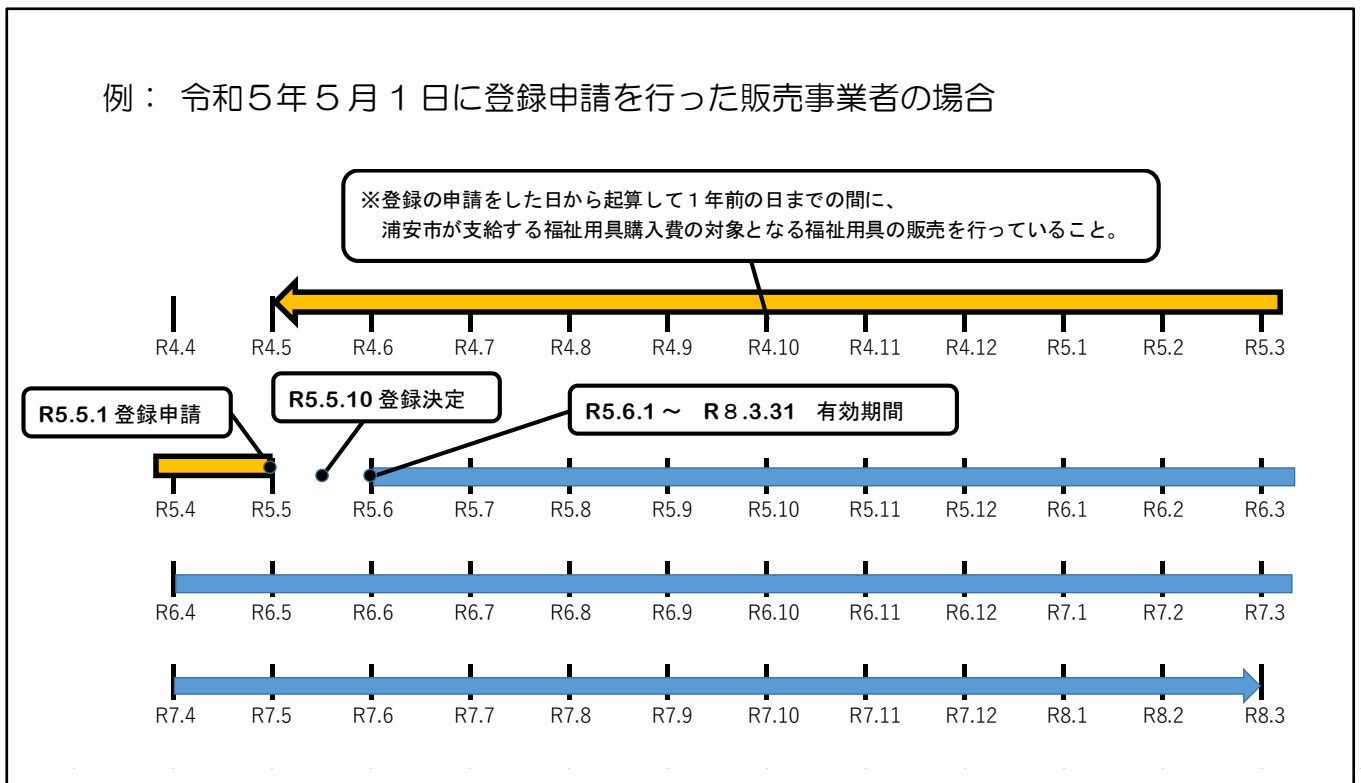 例： 令和５年５月１日に登録申請を行った販売事業者の場合
※登録の申請をした日から起算して１年前の日までの間に、
浦安市が支給する福祉用具購入費の対象となる福祉用具の販売を行っていること。
R4.4 R4.5 R4.6 R4.7 R4.8 R4.9 R4.10 R4.11 R4.12 R5.1 R5.2 R5.3
R5.5.1 登録申請
R5.5.10 登録決定
R5.6.1 ～ R８.3.31 有効期間
R5.4 R5.5 R5.6 R5.7 R5.8 R5.9 R5.10 R5.11 R5.12 R6.1 R6.2 R6.3
R6.4 R6.5 R6.6 R6.7 R6.8 R6.9 R6.10 R6.11 R6.12 R7.1 R7.2 R7.3
R7.4 R7.5 R7.6 R7.7 R7.8 R7.9 R7.10 R7.11 R7.12 R8.1 R8.2 R8.3